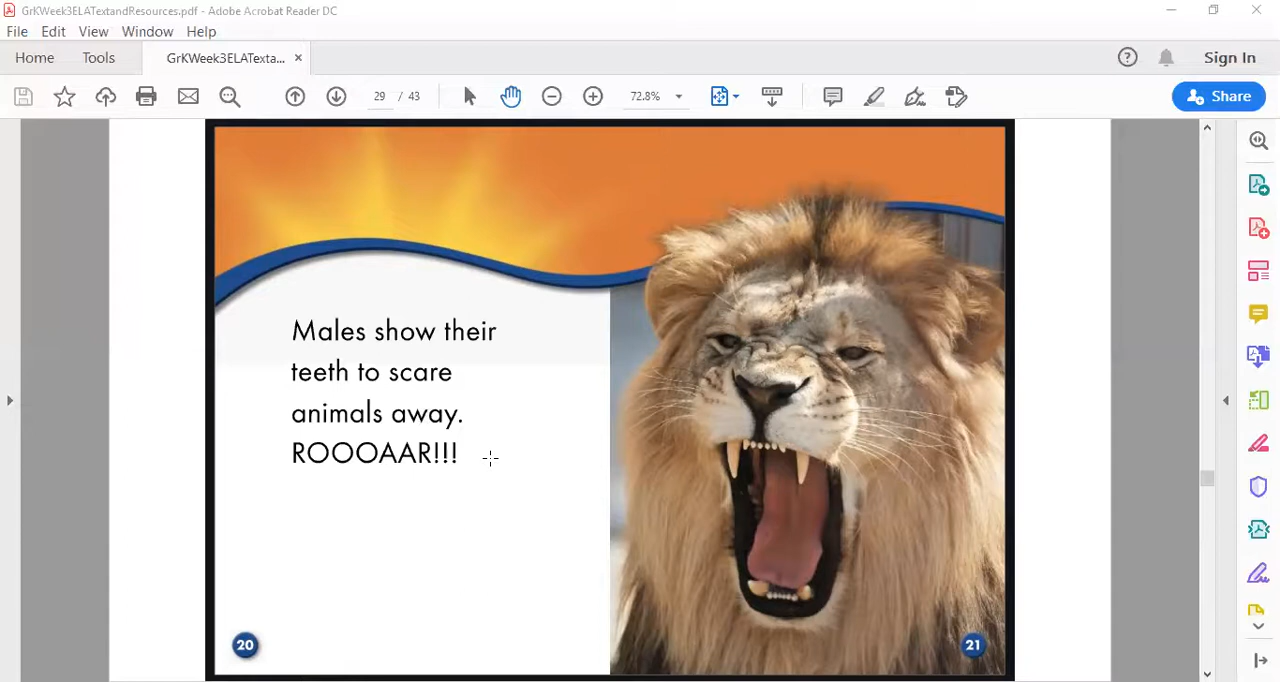 GrKWeek3ELATextandResources.pdf - Adobe Acrobat Reader DC
File Edit View Window Help
Home Tools GrKWeek3ELATexta... × Sign In
29 / 43 72.8% Share
Males show their
teeth to scare
animals away.
ROOOAAR!!!
20 21